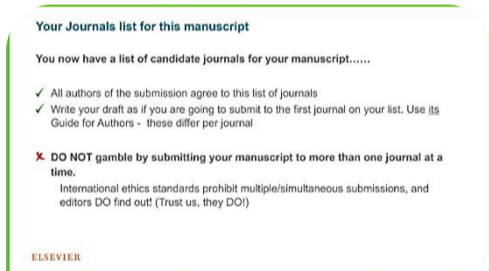 Your Journals list for this manuscript
You now have a list of candidate journals for your manuscript......
✓ All authors of the submission agree to this list of journals
✓ Write your draft as if you are going to submit to the first journal on your list. Use its
Guide for Authors - these differ per journal
✗ DO NOT gamble by submitting your manuscript to more than one journal at a
time.
International ethics standards prohibit multiple/simultaneous submissions, and
editors DO find out! (Trust us, they DO!)
ELSEVIER